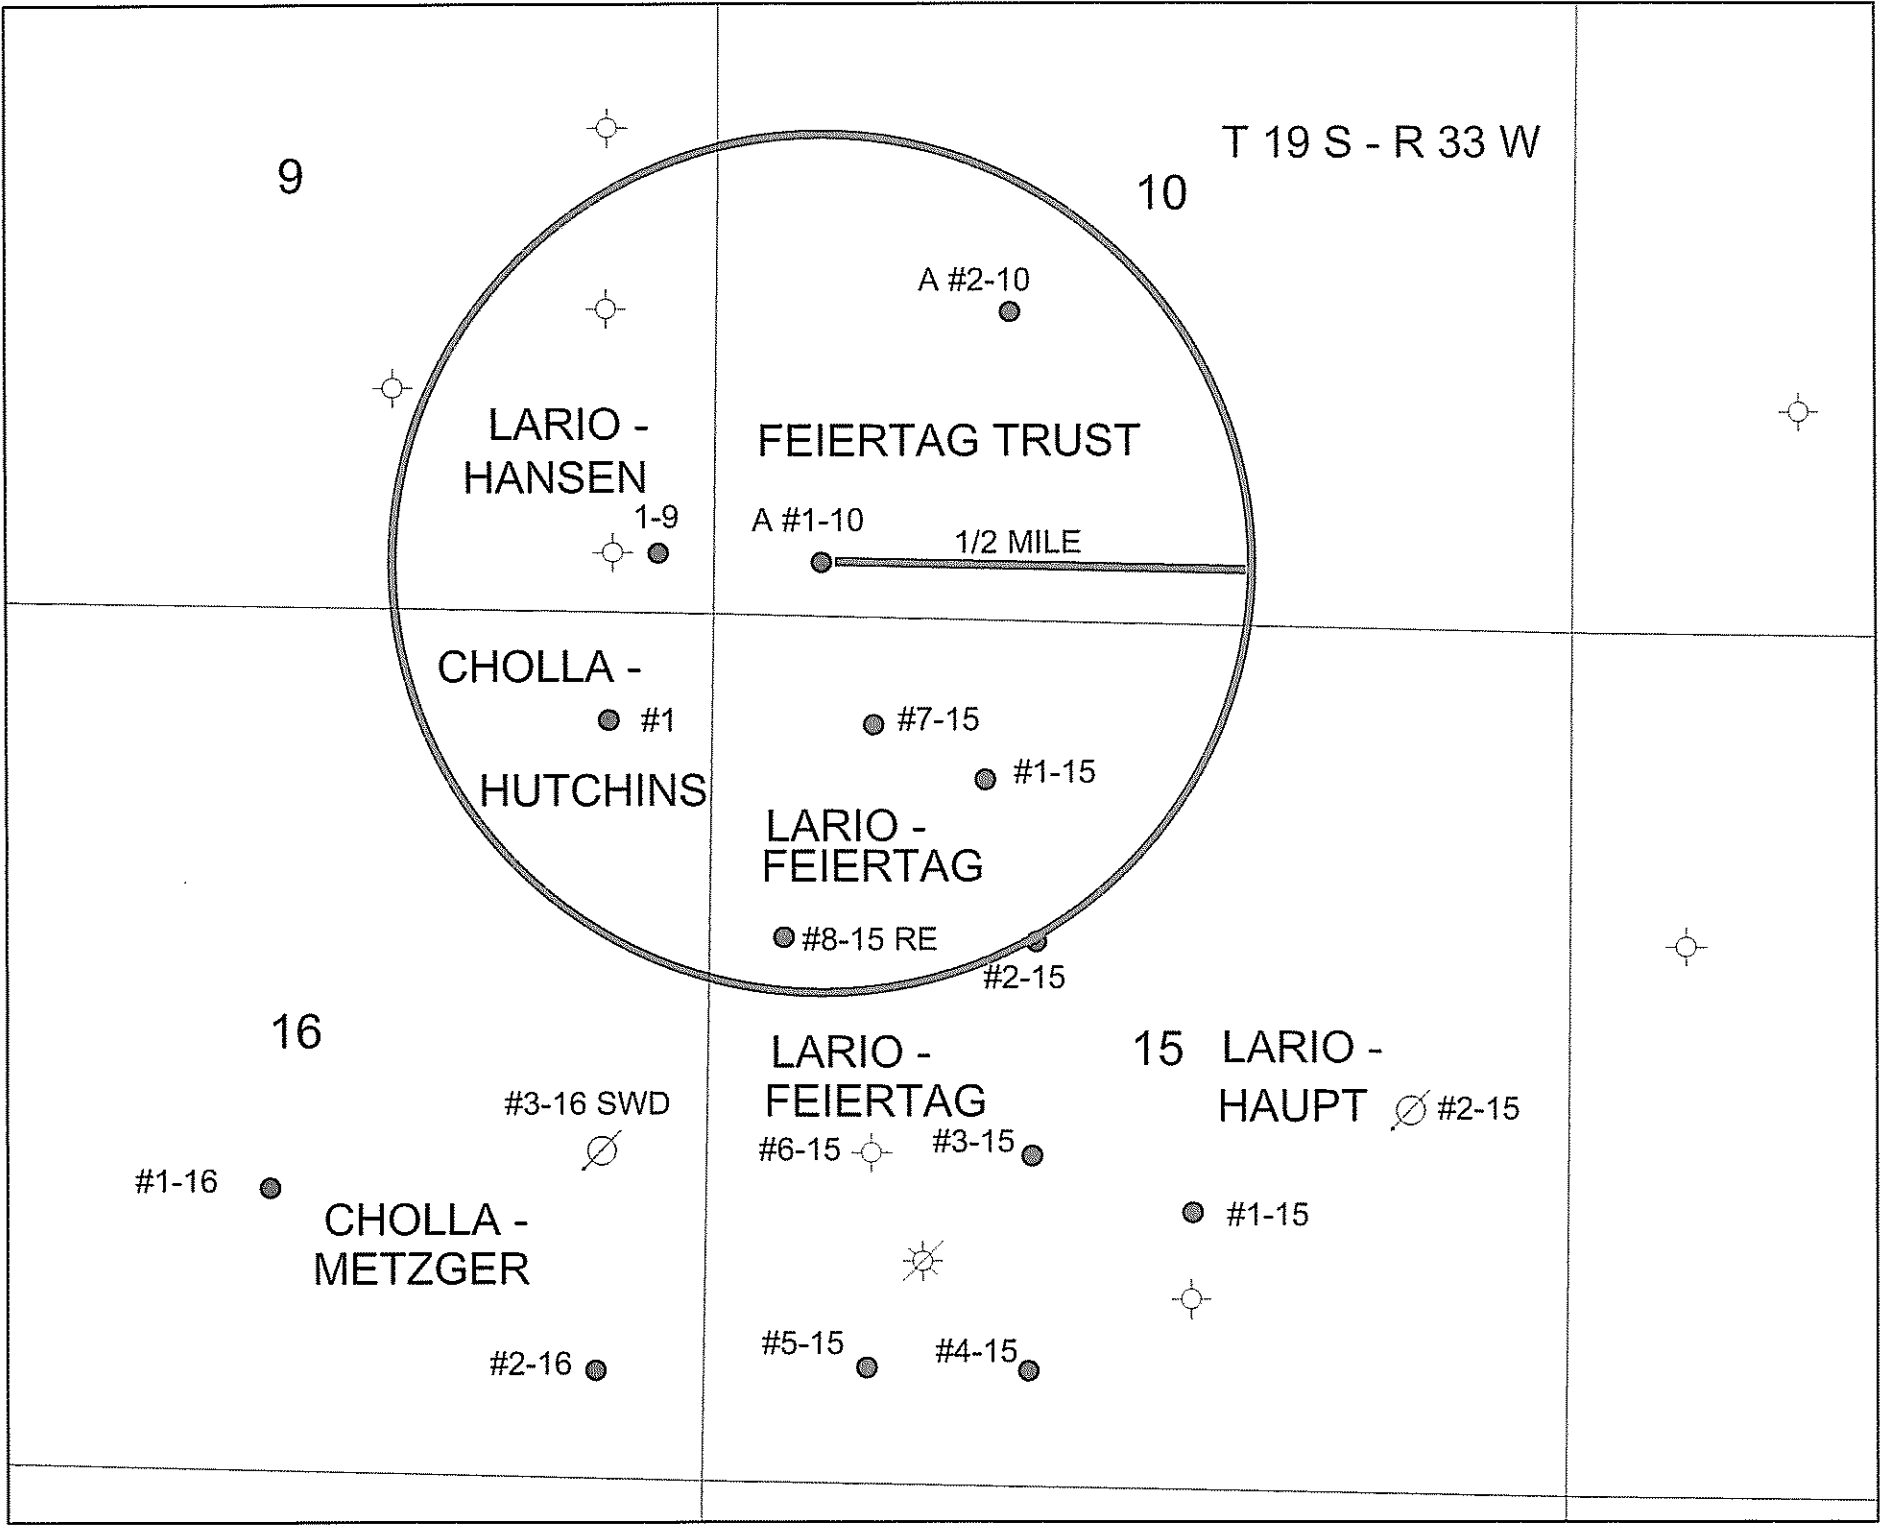 T 19 S - R 33 W
9
10
A #2-10
LARIO -
HANSEN
FEIERTAG TRUST
1-9
A #1-10
1/2 MILE
CHOLLA -
#1
HUTCHINS
#7-15
#1-15
LARIO -
FEIERTAG
#8-15 RE
#2-15
16
15
LARIO -
FEIERTAG
LARIO -
HAUPT
#2-15
#3-16 SWD
#6-15
#3-15
#1-16
CHOLLA -
METZGER
#1-15
#2-16
#5-15
#4-15